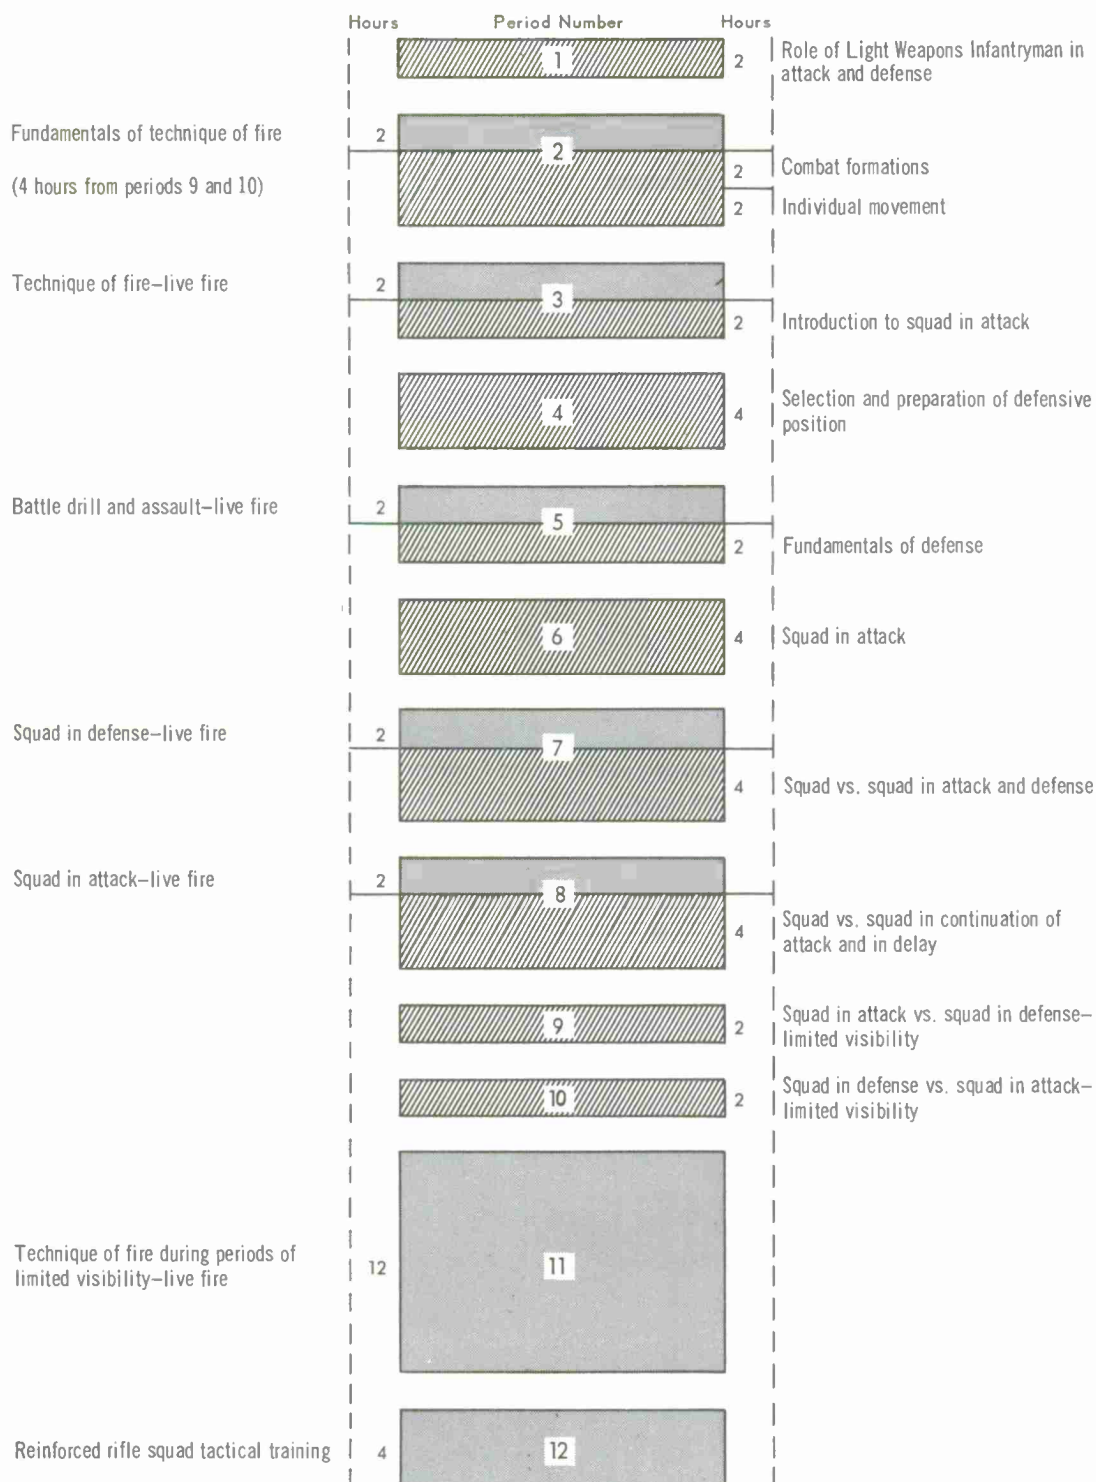 Hours Period Number Hours
1 2 Role of Light Weapons Infantryman in
attack and defense
Fundamentals of technique of fire 2
2
(4 hours from periods 9 and 10)
2 Combat formations
2 Individual movement
Technique of fire–live fire 2
3
2 Introduction to squad in attack
4 4 Selection and preparation of defensive
position
Battle drill and assault–live fire 2
5
2 Fundamentals of defense
6 4 Squad in attack
Squad in defense–live fire 2
7
4 Squad vs. squad in attack and defense
Squad in attack–live fire 2
8
4 Squad vs. squad in continuation of
attack and in delay
9 2 Squad in attack vs. squad in defense–
limited visibility
10 2 Squad in defense vs. squad in attack–
limited visibility
Technique of fire during periods of
limited visibility–live fire 12 11
Reinforced rifle squad tactical training 4 12